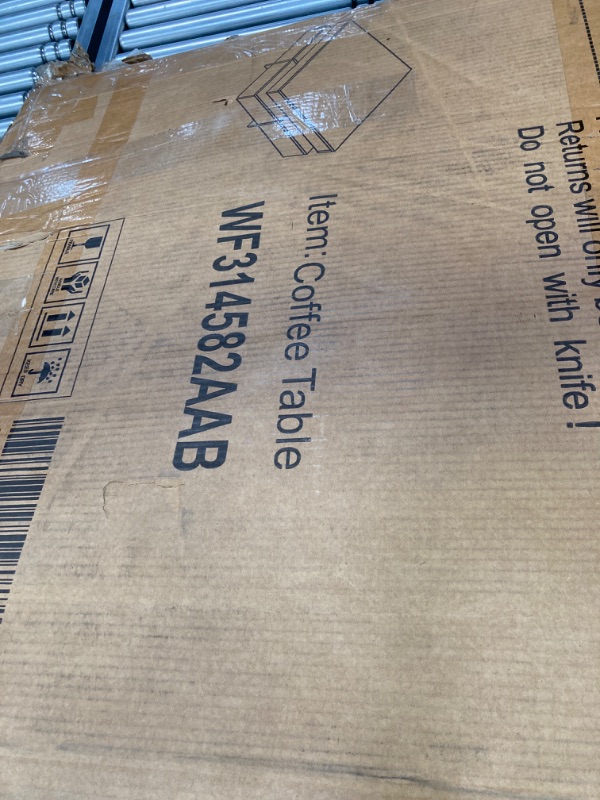 Returns will only
Do not open with knife !
Item: Coffee Table
WF314582AAB